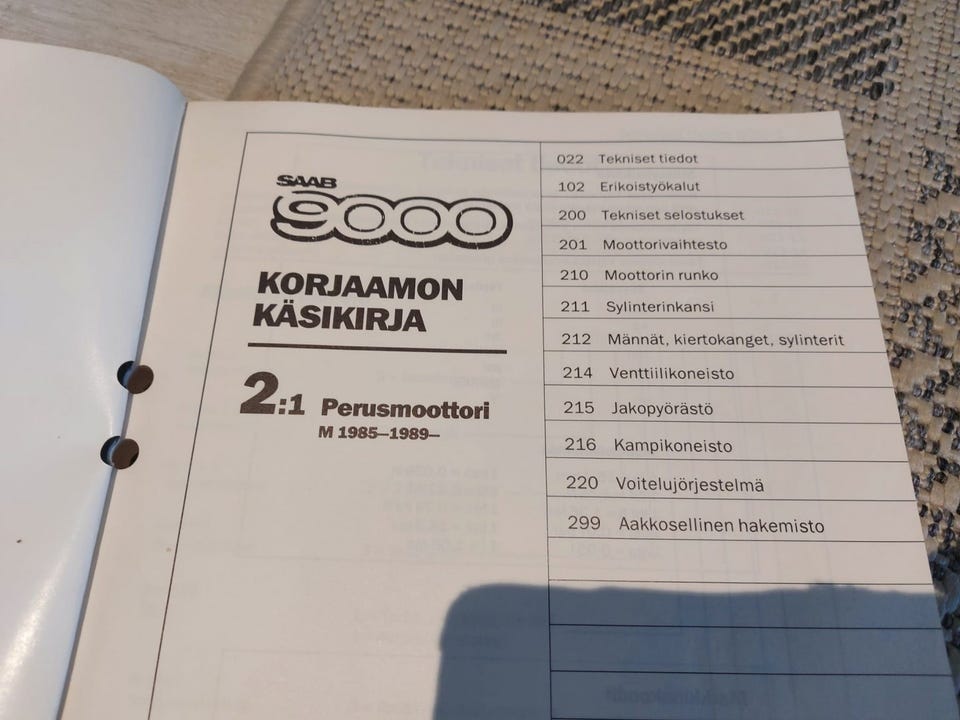 SAAB
9000
KORJAAMON
KÄSIKIRJA
2:1 Perusmoottori
M 1985–1989–
022 Tekniset tiedot
102 Erikoistyökalut
200 Tekniset selostukset
201 Moottorivaihtesto
210 Moottorin runko
211 Sylinterinkansi
212 Männät, kiertokanget, sylinterit
214 Venttiilikoneisto
215 Jakopyörästö
216 Kampikoneisto
220 Voitelujörjestelmä
299 Aakkosellinen hakemisto